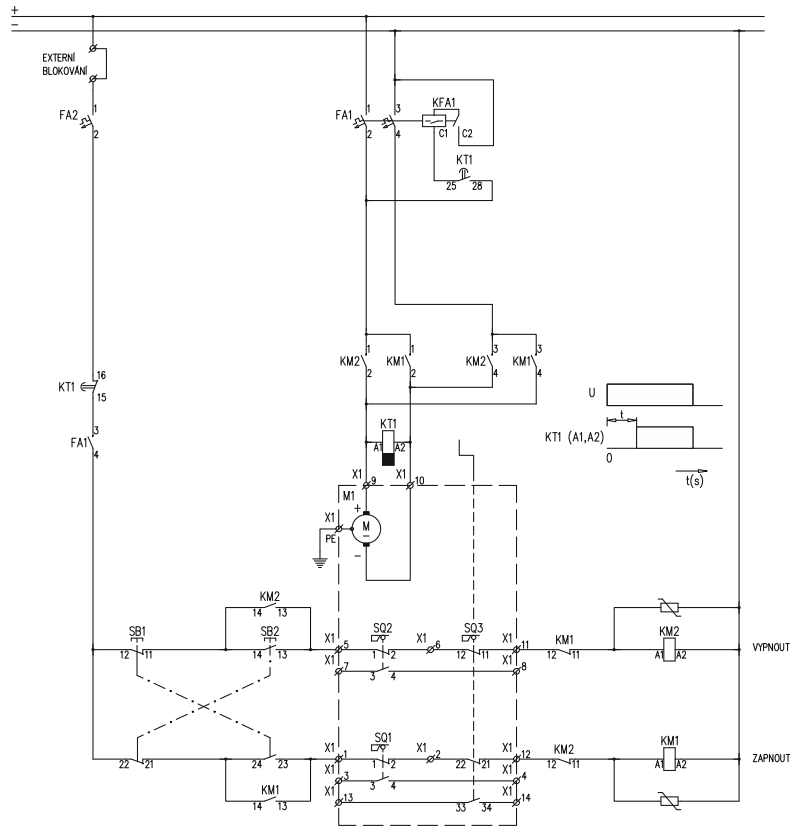 +
−
EXTERNÍ
BLOKOVÁNÍ
FA2 1 2
FA1 1 2 3 4
KFA1
C1 C2
KT1
25 28
KM2 1 2
KM1 1 2
KM2 3 4
KM1 3 4
KT1 16 15
FA1 3 4
KT1
A1 A2
U
t
KT1 (A1,A2)
0
t(s)
X1 9
X1 10
M1
+
M
−
−
X1
PE
KM2
14 13
SB1
12 11
SB2
14 13
X1 5
SQ2
1 2
X1 6
SQ3
12 11
X1 11
KM1
12 11
KM2
A1 A2
VYPNOUT
X1 7
3 4
X1 8
22 21
24 23
X1 1
SQ1
1 2
X1 2
22 21
X1 12
KM2
12 11
KM1
A1 A2
ZAPNOUT
X1 3
3 4
X1 4
KM1
14 13
X1 13
33 34
X1 14